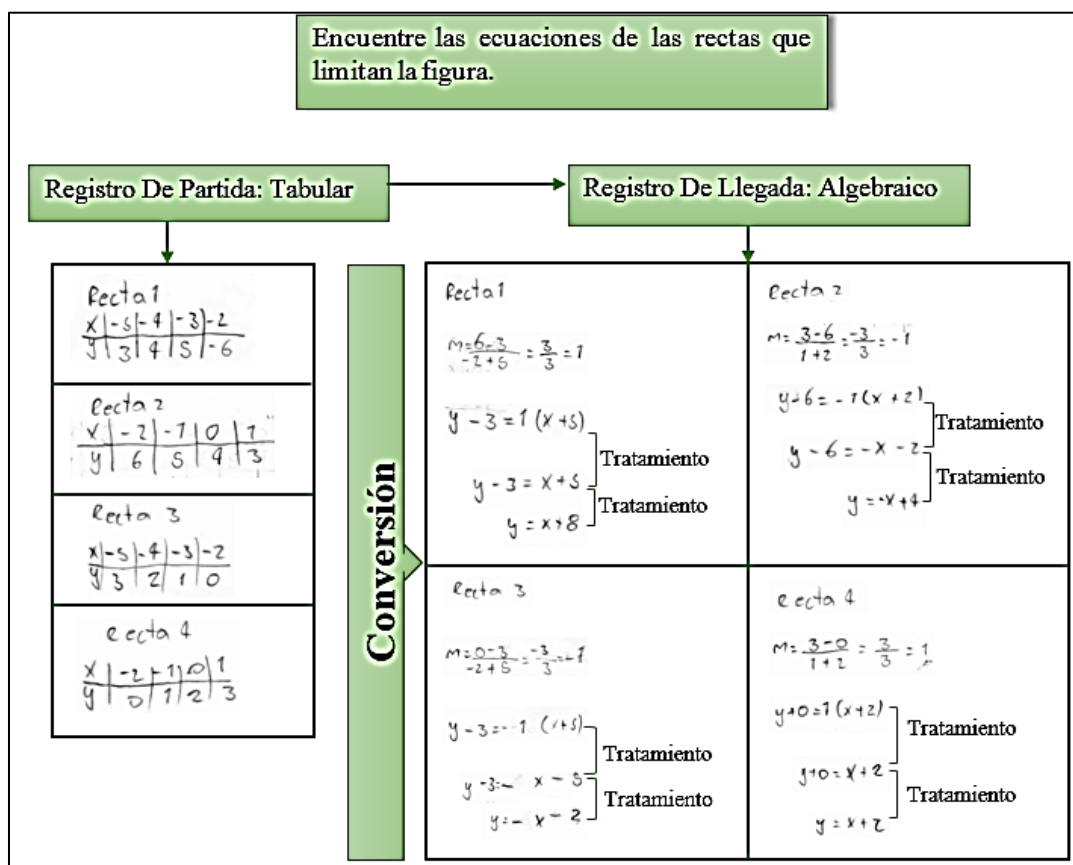 Encuentre las ecuaciones de las rectas que
limitan la figura.
Registro De Partida: Tabular
Registro De Llegada: Algebraico
Recta 1
x | -5 | -4 | -3 | -2
y | 3 | 4 | 5 | -6
Recta 2
x | -2 | -1 | 0 | 1
y | 6 | 5 | 4 | 3
Recta 3
x | -5 | -4 | -3 | -2
y | 3 | 2 | 1 | 0
Recta 4
x | -2 | -1 | 0 | 1
y | 0 | 1 | 2 | 3
Conversión
Recta 1
m = 6-3 / -2+5 = 3/3 = 1
y - 3 = 1 (x+5)
Tratamiento
y - 3 = x+5
Tratamiento
y = x+8
Recta 2
m = 3-6 / 1+2 = -3/3 = -1
y-6 = -1(x+2)
Tratamiento
y - 6 = -x - 2
Tratamiento
y = -x+4
Recta 3
m = 0-3 / -2+5 = -3/3 = -1
y - 3 = -1 (x+5)
Tratamiento
y -3 = - x - 5
Tratamiento
y = - x - 2
Recta 4
m = 3-0 / 1+2 = 3/3 = 1
y+0 = 1(x+2)
Tratamiento
y+0 = x+2
Tratamiento
y = x+2